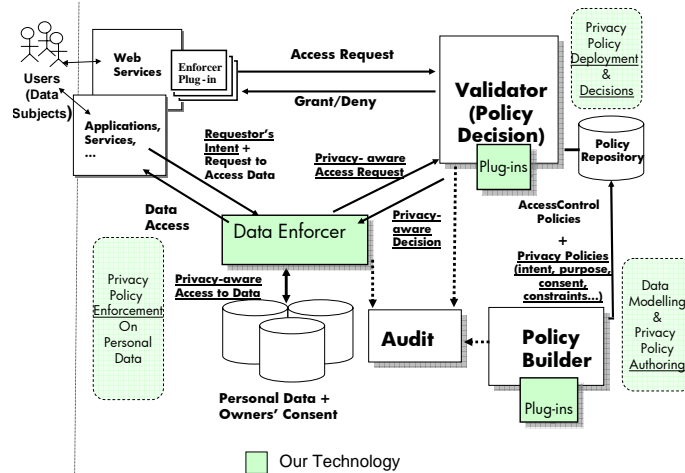 Users
(Data
Subjects)
Web
Services
Enforcer
Plug-in
Applications,
Services,
...
Access Request
Grant/Deny
Validator
(Policy
Decision)
Plug-ins
Privacy
Policy
Deployment
&
Decisions
Policy
Repository
Requestor's
Intent +
Request to
Access Data
Privacy- aware
Access Request
Data
Access
Data Enforcer
Privacy-
aware
Decision
AccessControl
Policies
+
Privacy Policies
(intent, purpose,
consent,
constraints...)
Privacy
Policy
Enforcement
On
Personal
Data
Privacy-aware
Access to Data
Personal Data +
Owners' Consent
Audit
Policy
Builder
Plug-ins
Data
Modelling
&
Privacy
Policy
Authoring
Our Technology